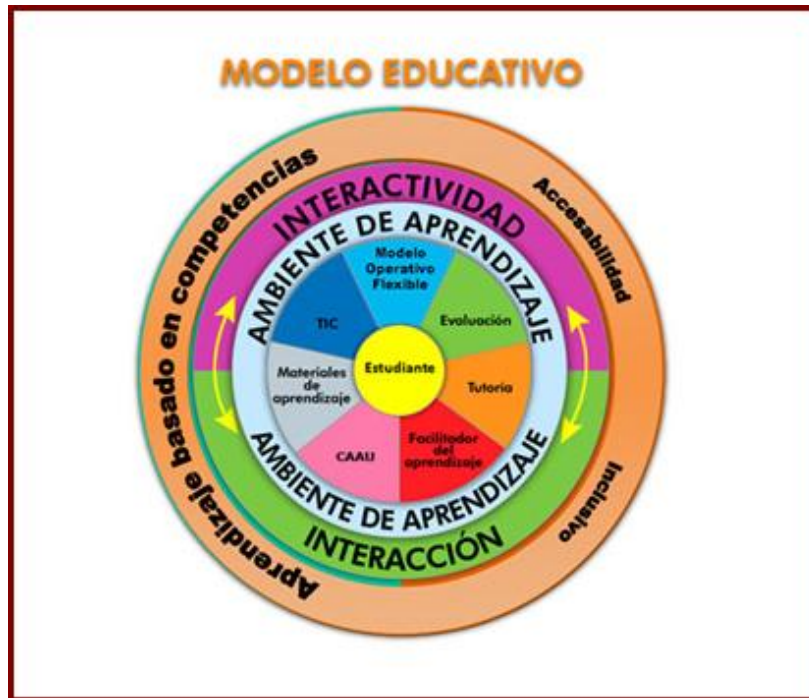 MODELO EDUCATIVO
Aprendizaje basado en competencias
Accesabilidad
Inclusivo
INTERACTIVIDAD
INTERACCIÓN
AMBIENTE DE APRENDIZAJE
AMBIENTE DE APRENDIZAJE
Modelo
Operativo
Flexible
Evaluación
Tutoría
Facilitador
del
aprendizaje
CAAU
Materiales
de
aprendizaje
TIC
Estudiante